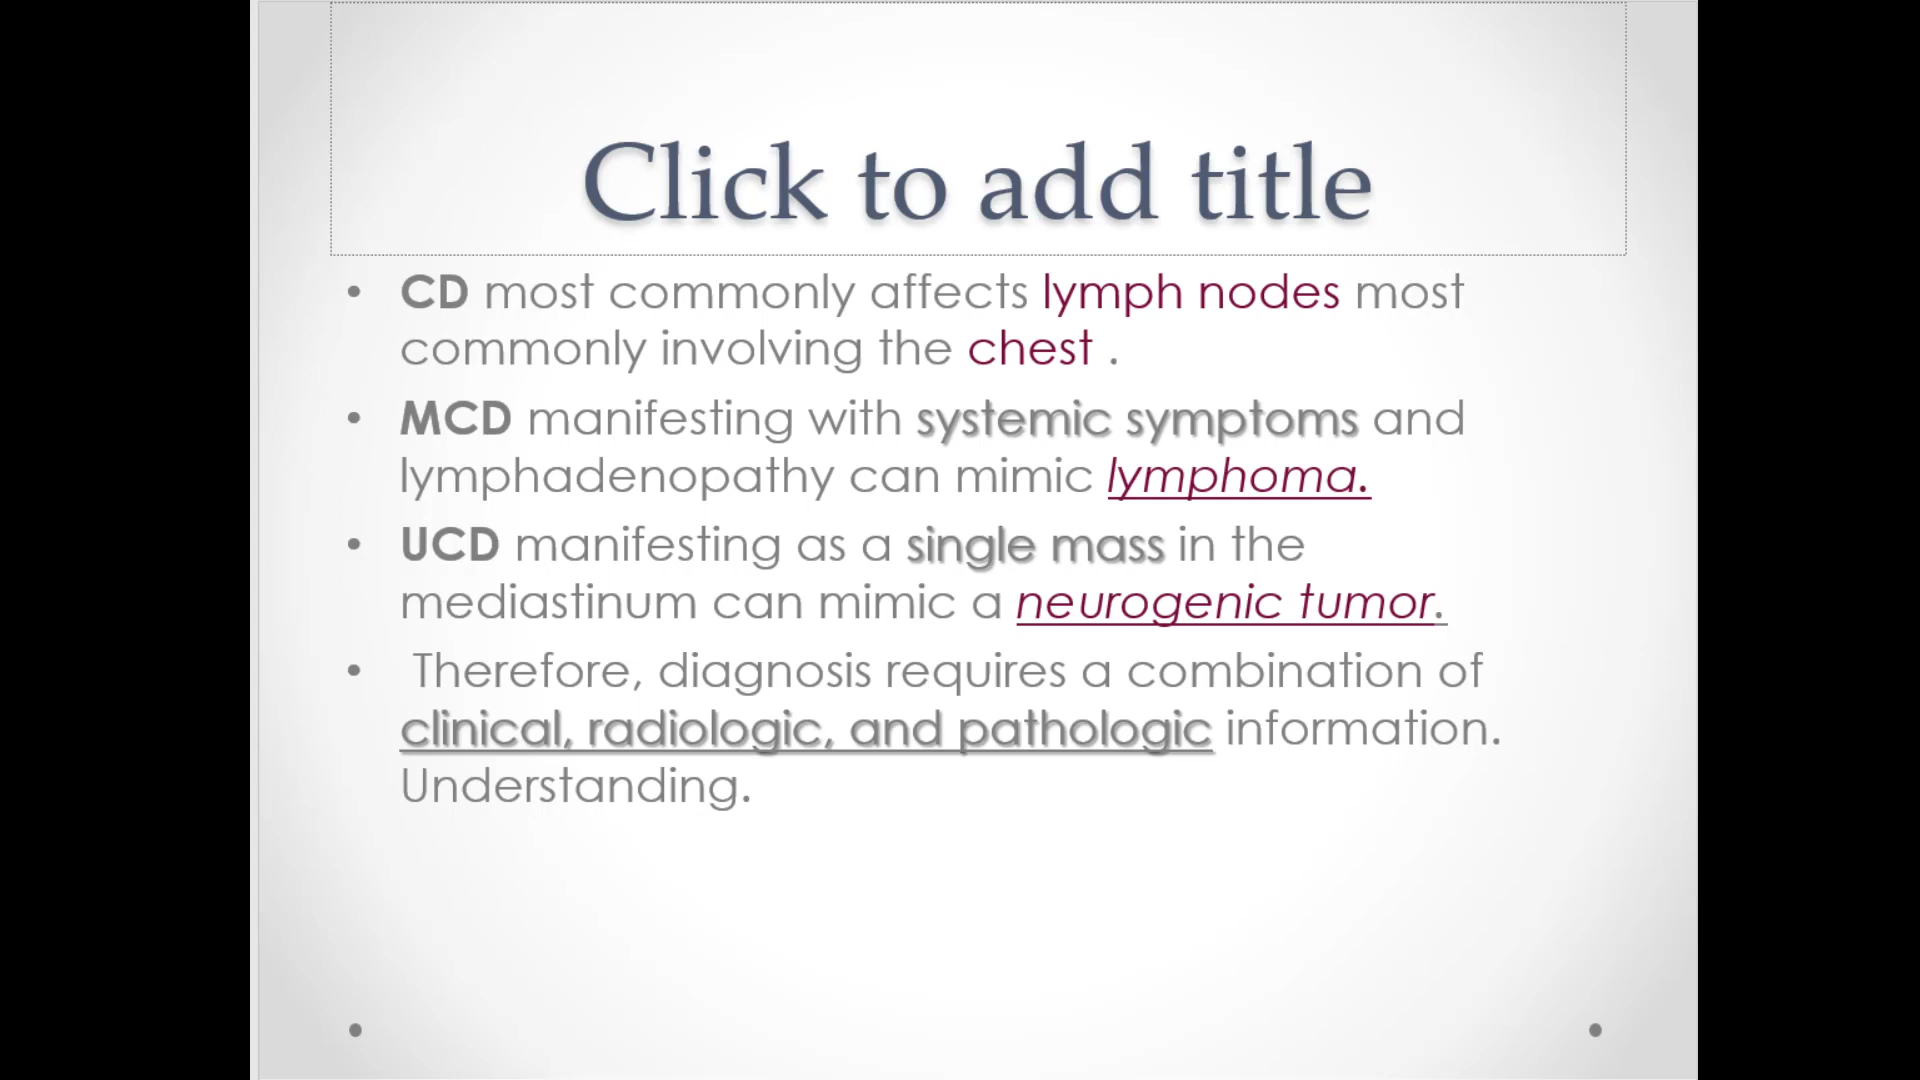 Click to add title
• CD most commonly affects lymph nodes most
commonly involving the chest .
• MCD manifesting with systemic symptoms and
lymphadenopathy can mimic lymphoma.
• UCD manifesting as a single mass in the
mediastinum can mimic a neurogenic tumor.
• Therefore, diagnosis requires a combination of
clinical, radiologic, and pathologic information.
Understanding.